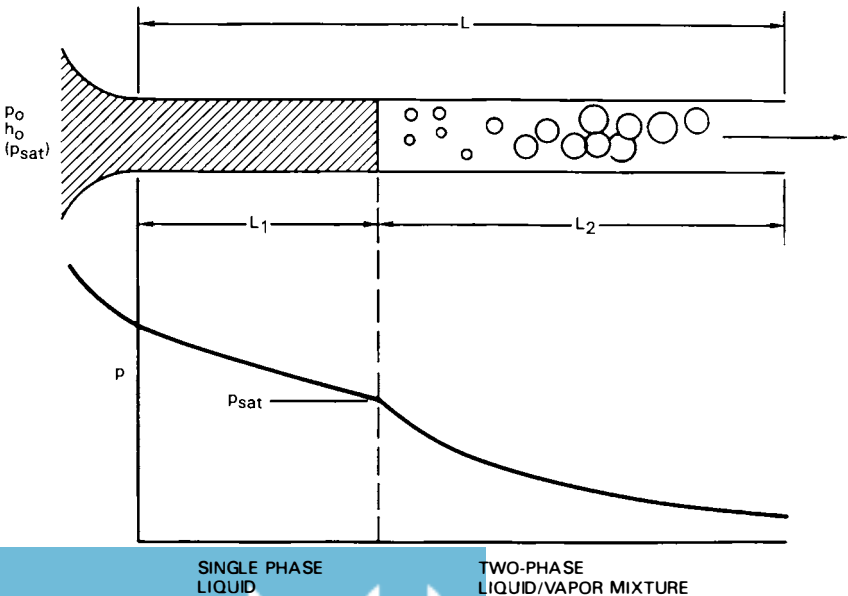 L
p₀
h₀
(pₛₐₜ)
L₁
L₂
p
pₛₐₜ
SINGLE PHASE
LIQUID
TWO-PHASE
LIQUID/VAPOR MIXTURE